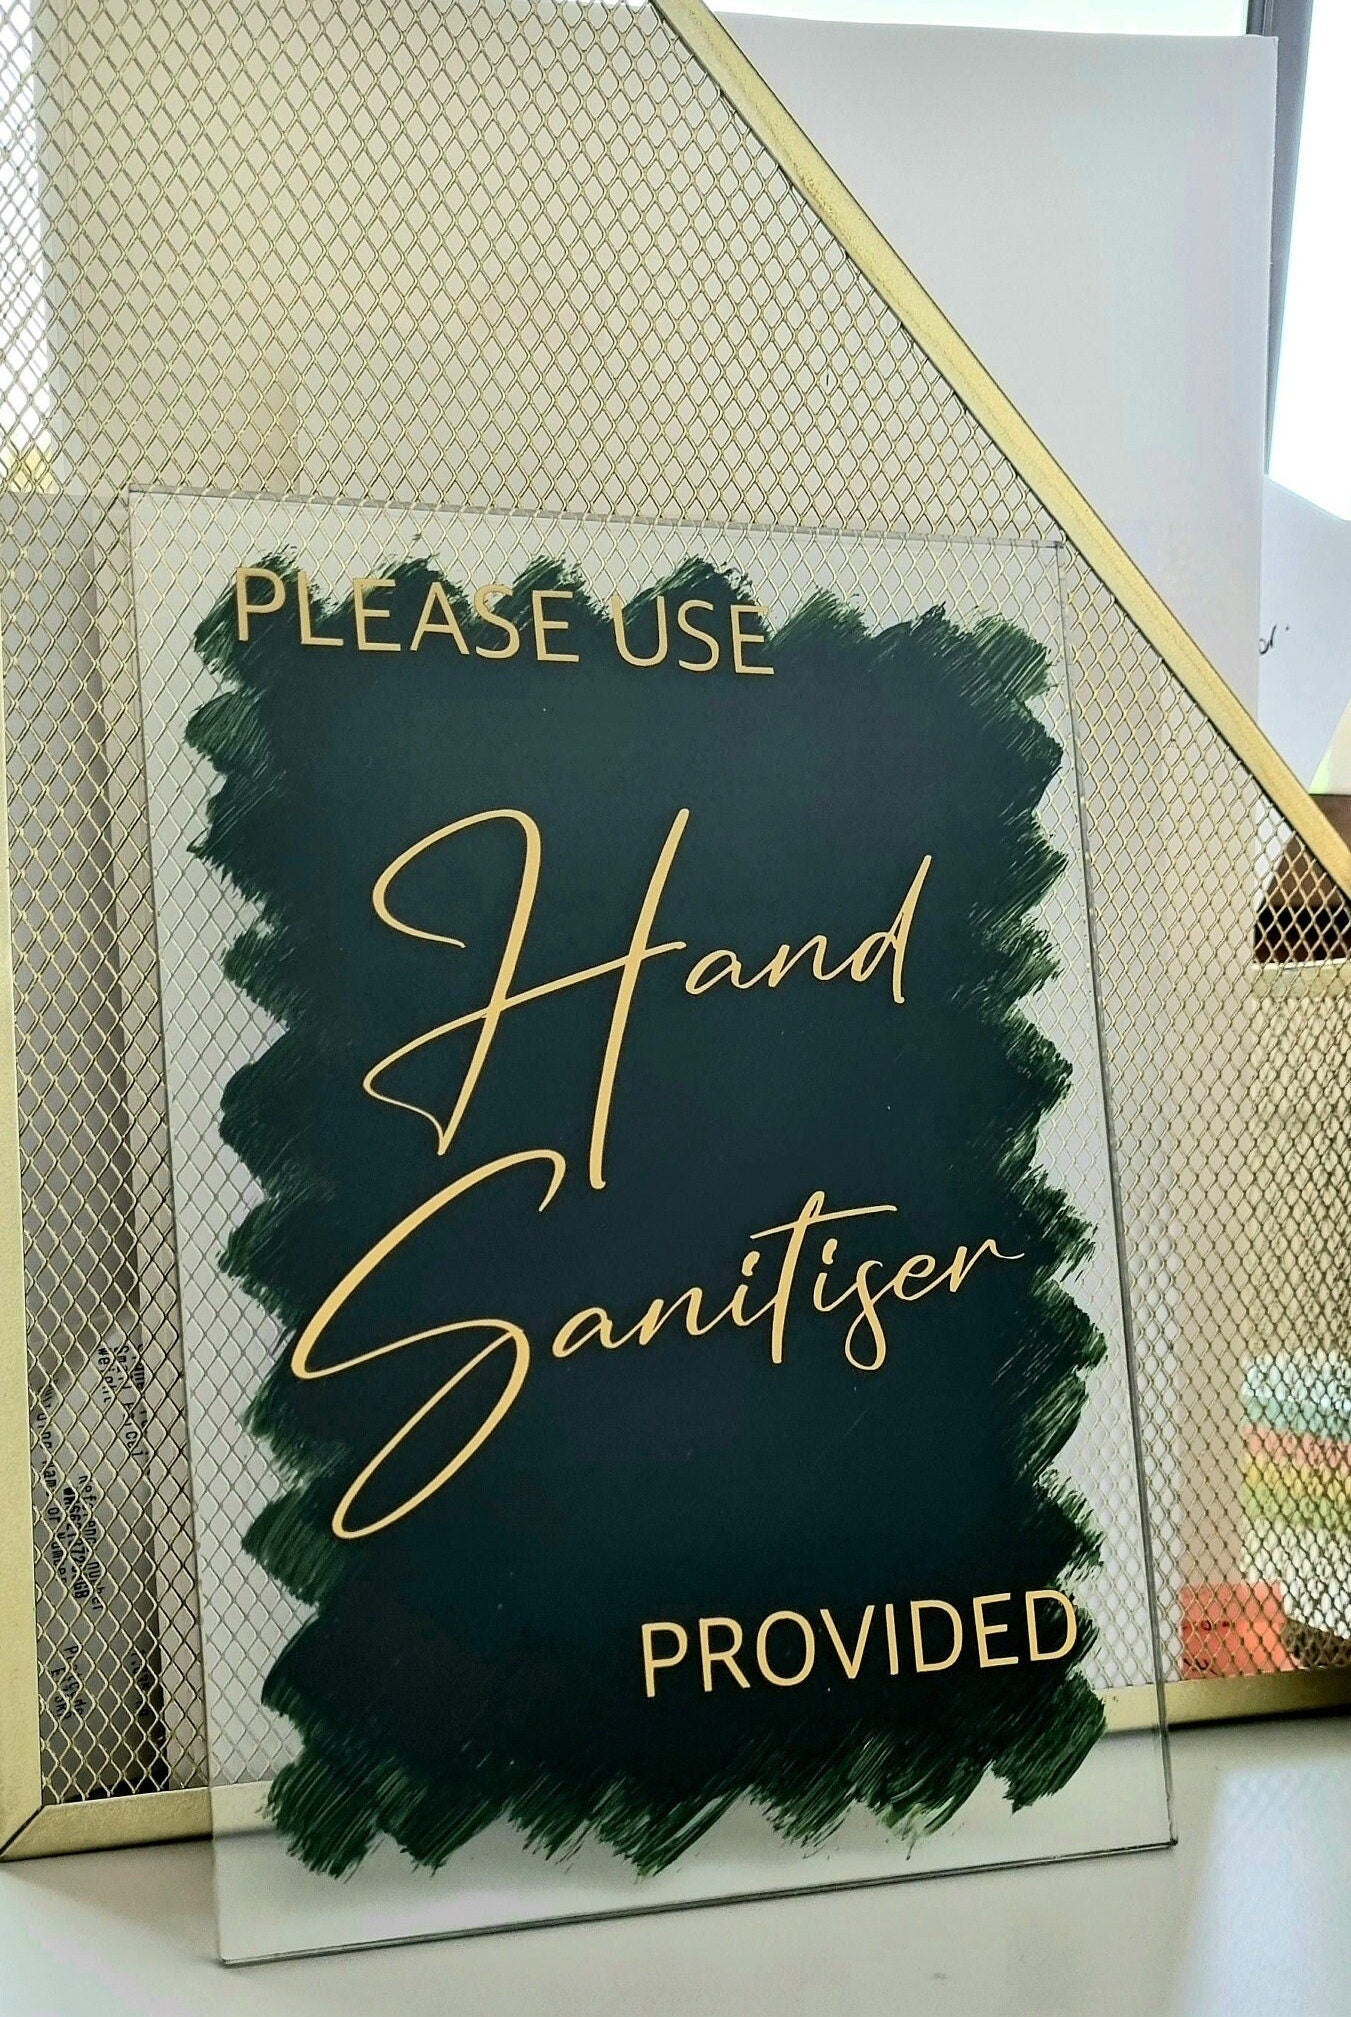 PLEASE USE
Hand
Sanitiser
PROVIDED